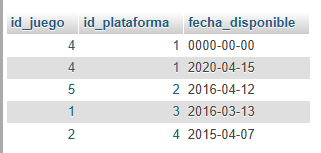 id_juego id_plataforma fecha_disponible
4 1 0000-00-00
4 1 2020-04-15
5 2 2016-04-12
1 3 2016-03-13
2 4 2015-04-07